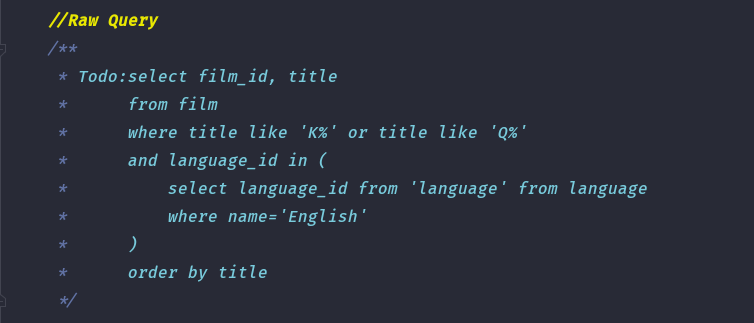 //Raw Query
/**
 * Todo:select film_id, title
 *      from film
 *      where title like 'K%' or title like 'Q%'
 *      and language_id in (
 *          select language_id from 'language' from language
 *          where name='English'
 *      )
 *      order by title
 */